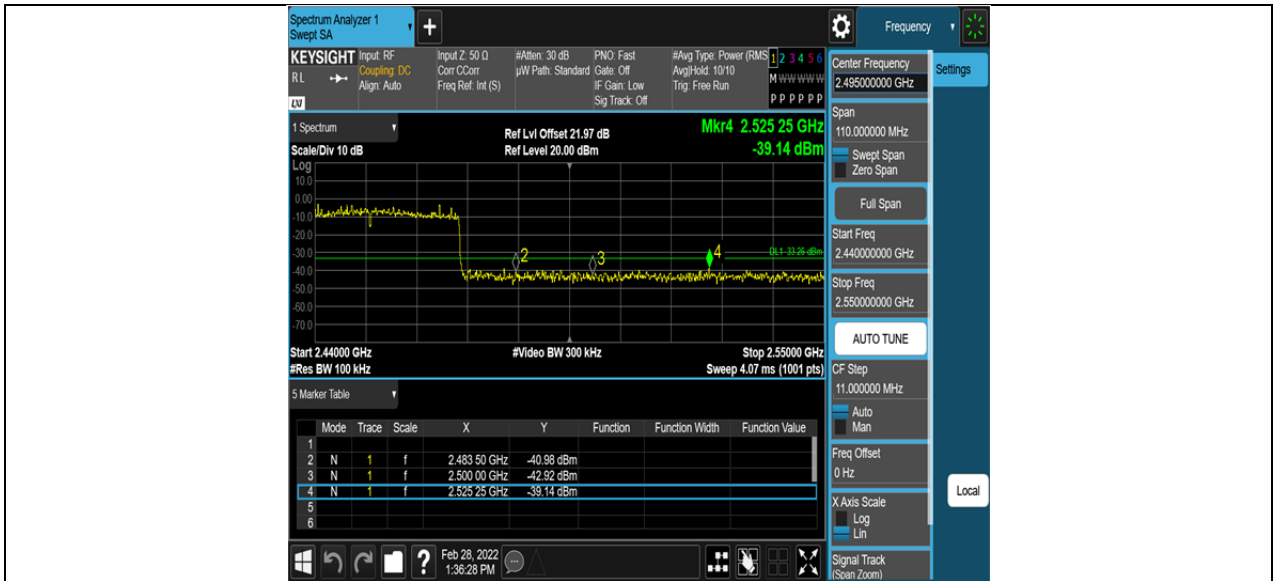 Spectrum Analyzer 1
Swept SA
+
Frequency
KEYSIGHT Input: RF
RL
Coupling: DC
Align: Auto
LXI
Input Z: 50 Ω
Corr CCorr
Freq Ref: Int (S)
#Atten: 30 dB
µW Path: Standard
PNO: Fast
Gate: Off
IF Gain: Low
Sig Track: Off
#Avg Type: Power (RMS
Avg|Hold: 10/10
Trig: Free Run
1 2 3 4 5 6
M W W W W W
P P P P P P
1 Spectrum
Scale/Div 10 dB
Ref Lvl Offset 21.97 dB
Ref Level 20.00 dBm
Mkr4 2.525 25 GHz
-39.14 dBm
Log
10.0
0.00
-10.0
-20.0
-30.0
-40.0
-50.0
-60.0
-70.0
2
3
4
DL1 -33.26 dBm
Start 2.44000 GHz
#Res BW 100 kHz
#Video BW 300 kHz
Stop 2.55000 GHz
Sweep 4.07 ms (1001 pts)
5 Marker Table
Mode Trace Scale X Y Function Function Width Function Value
1
2 N 1 f 2.483 50 GHz -40.98 dBm
3 N 1 f 2.500 00 GHz -42.92 dBm
4 N 1 f 2.525 25 GHz -39.14 dBm
5
6
?
Feb 28, 2022
1:36:28 PM
Center Frequency
2.495000000 GHz
Span
110.000000 MHz
Swept Span
Zero Span
Full Span
Start Freq
2.440000000 GHz
Stop Freq
2.550000000 GHz
AUTO TUNE
CF Step
11.000000 MHz
Auto
Man
Freq Offset
0 Hz
X Axis Scale
Log
Lin
Signal Track
(Span Zoom)
Settings
Local